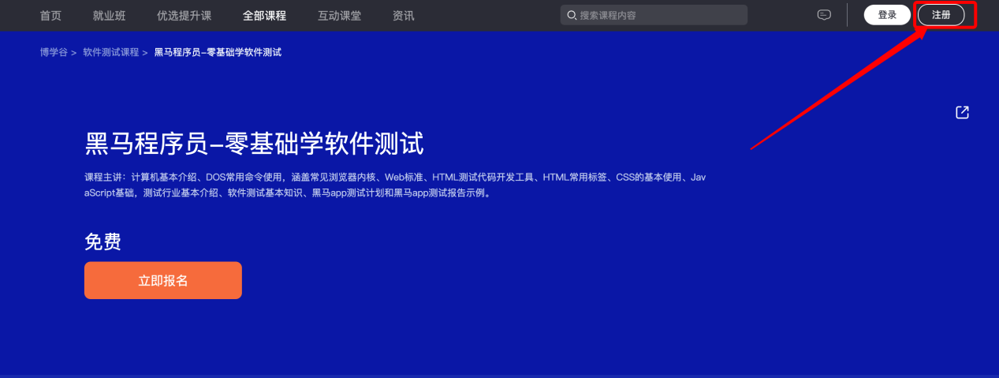 首页 就业班 优选提升课 全部课程 互动课堂 资讯 搜索课程内容 登录 注册
博学谷 > 软件测试课程 > 黑马程序员-零基础学软件测试
黑马程序员-零基础学软件测试
课程主讲：计算机基本介绍、DOS常用命令使用，涵盖常见浏览器内核、Web标准、HTML测试代码开发工具、HTML常用标签、CSS的基本使用、Jav
aScript基础，测试行业基本介绍、软件测试基本知识、黑马app测试计划和黑马app测试报告示例。
免费
立即报名